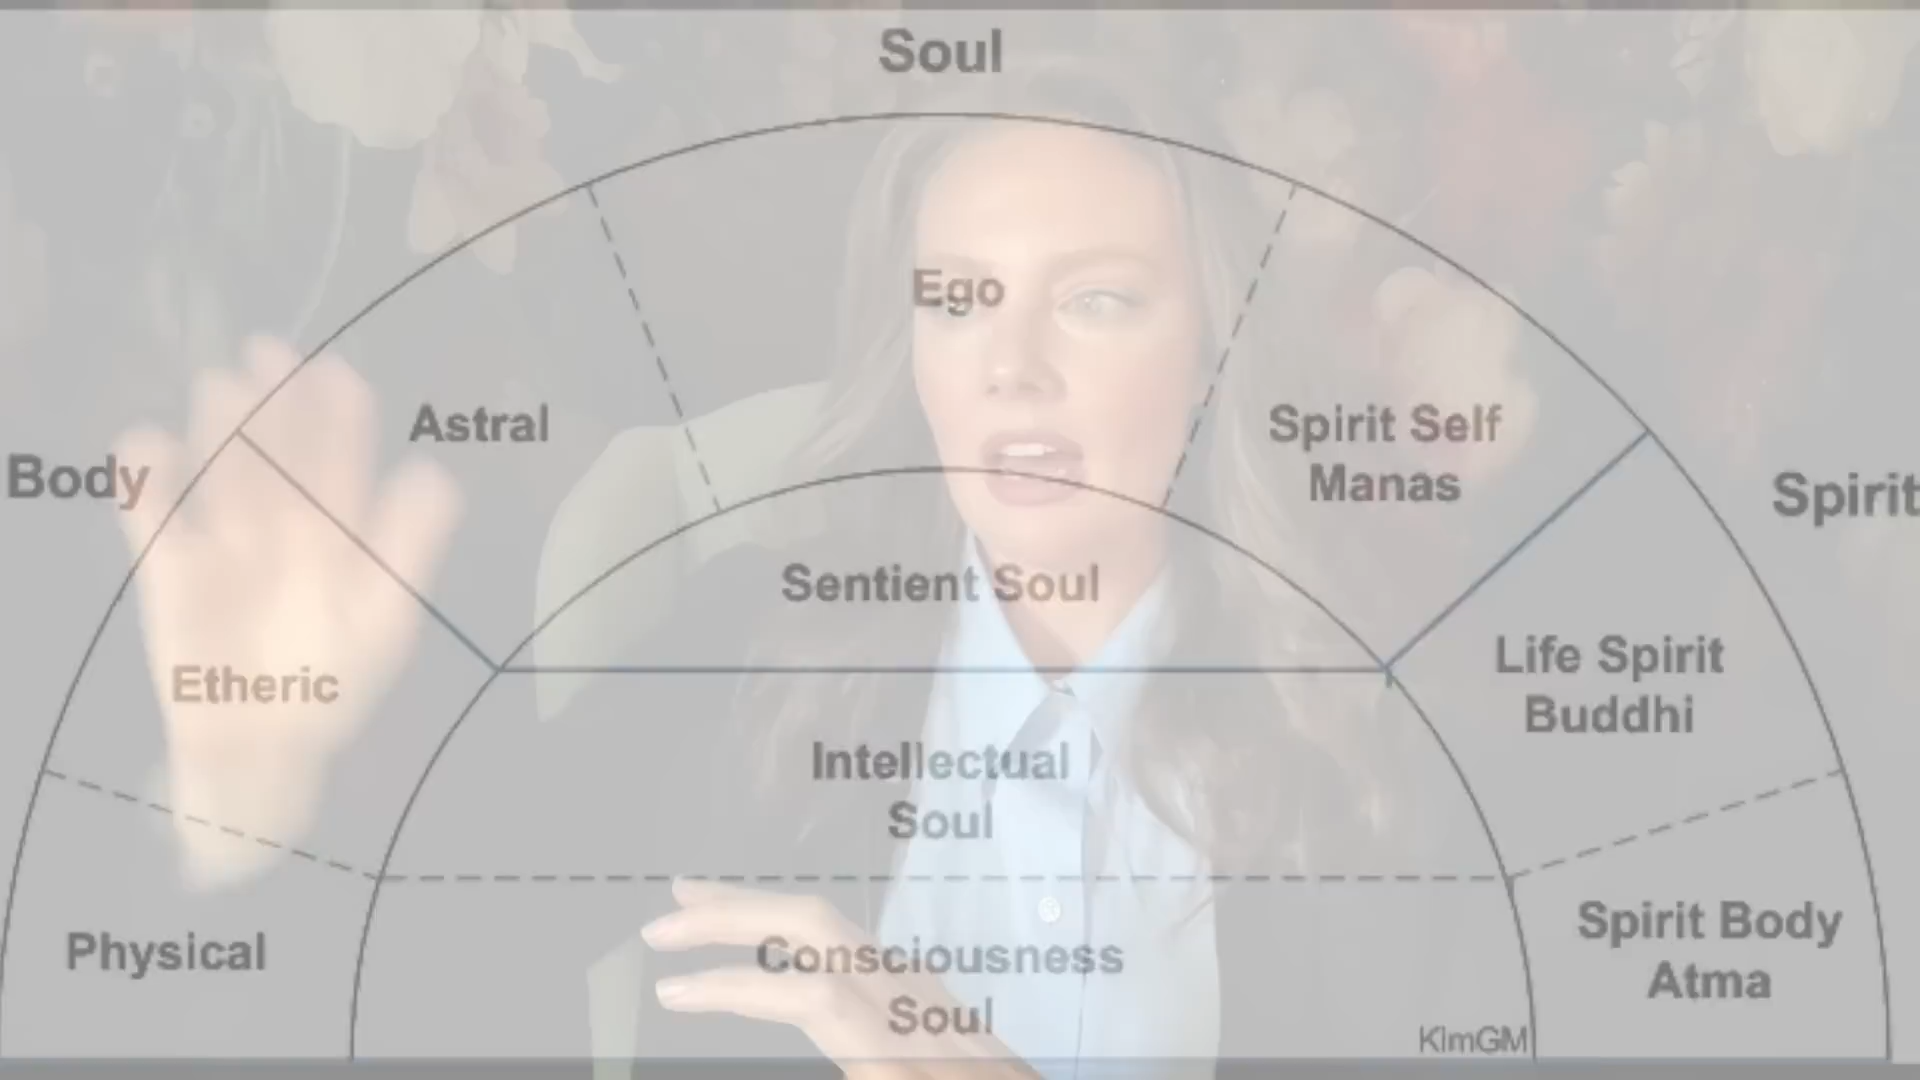 Soul
Ego
Astral
Spirit Self
Manas
Body
Spirit
Sentient Soul
Etheric
Life Spirit
Buddhi
Intellectual
Soul
Physical
Consciousness
Soul
Spirit Body
Atma
KimGM